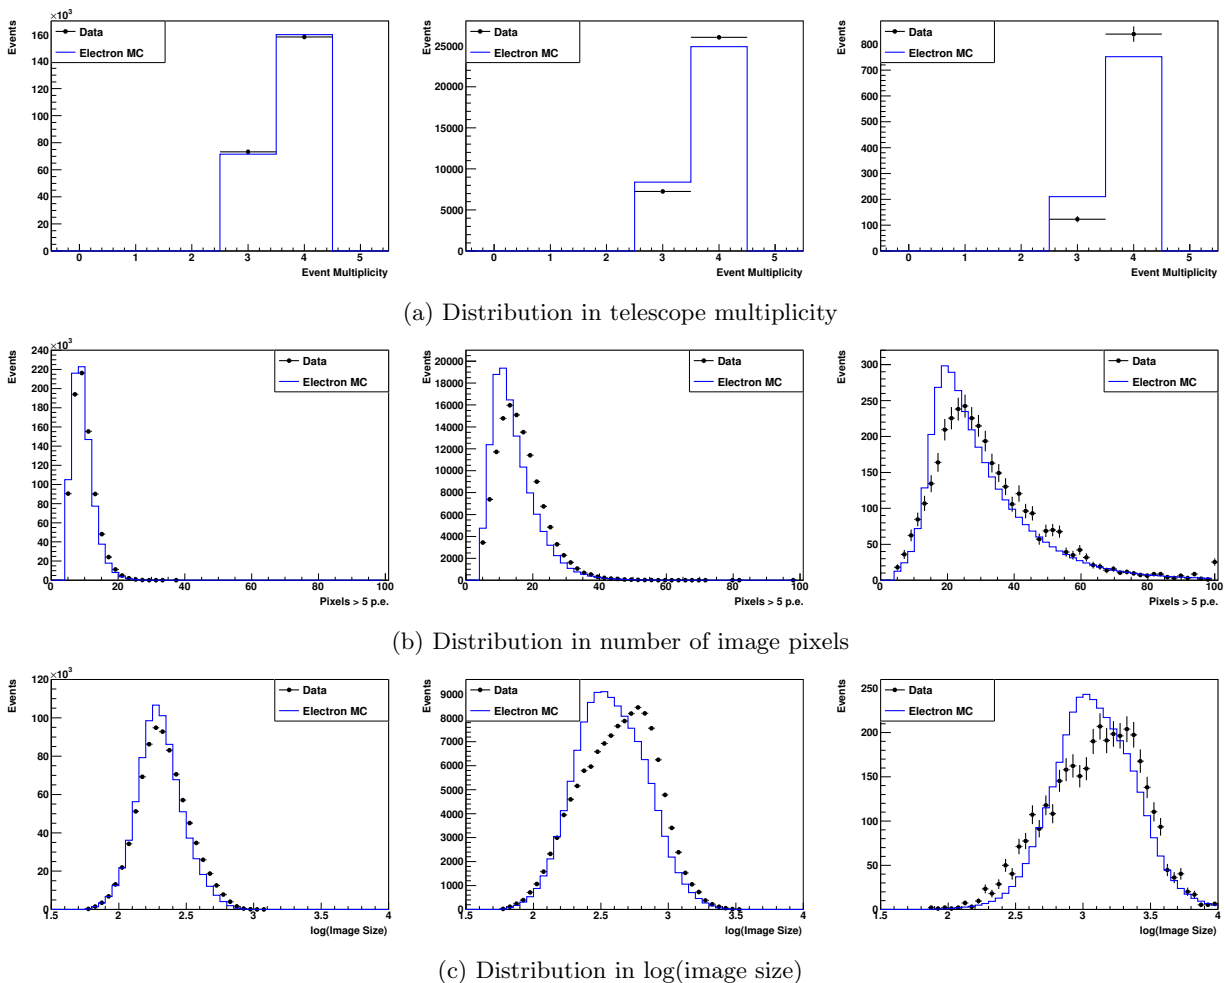 ×10³
Events
160
140
120
100
80
60
40
20
0
Data
Electron MC
0 1 2 3 4 5
Event Multiplicity
Events
25000
20000
15000
10000
5000
0
Data
Electron MC
0 1 2 3 4 5
Event Multiplicity
Events
800
700
600
500
400
300
200
100
0
Data
Electron MC
0 1 2 3 4 5
Event Multiplicity
(a) Distribution in telescope multiplicity
×10³
Events
240
220
200
180
160
140
120
100
80
60
40
20
0
Data
Electron MC
0 20 40 60 80 100
Pixels > 5 p.e.
Events
20000
18000
16000
14000
12000
10000
8000
6000
4000
2000
0
Data
Electron MC
0 20 40 60 80 100
Pixels > 5 p.e.
Events
300
250
200
150
100
50
0
Data
Electron MC
0 20 40 60 80 100
Pixels > 5 p.e.
(b) Distribution in number of image pixels
×10³
Events
120
100
80
60
40
20
0
Data
Electron MC
1.5 2 2.5 3 3.5 4
log(Image Size)
Events
9000
8000
7000
6000
5000
4000
3000
2000
1000
0
Data
Electron MC
1.5 2 2.5 3 3.5 4
log(Image Size)
Events
250
200
150
100
50
0
Data
Electron MC
1.5 2 2.5 3 3.5 4
log(Image Size)
(c) Distribution in log(image size)